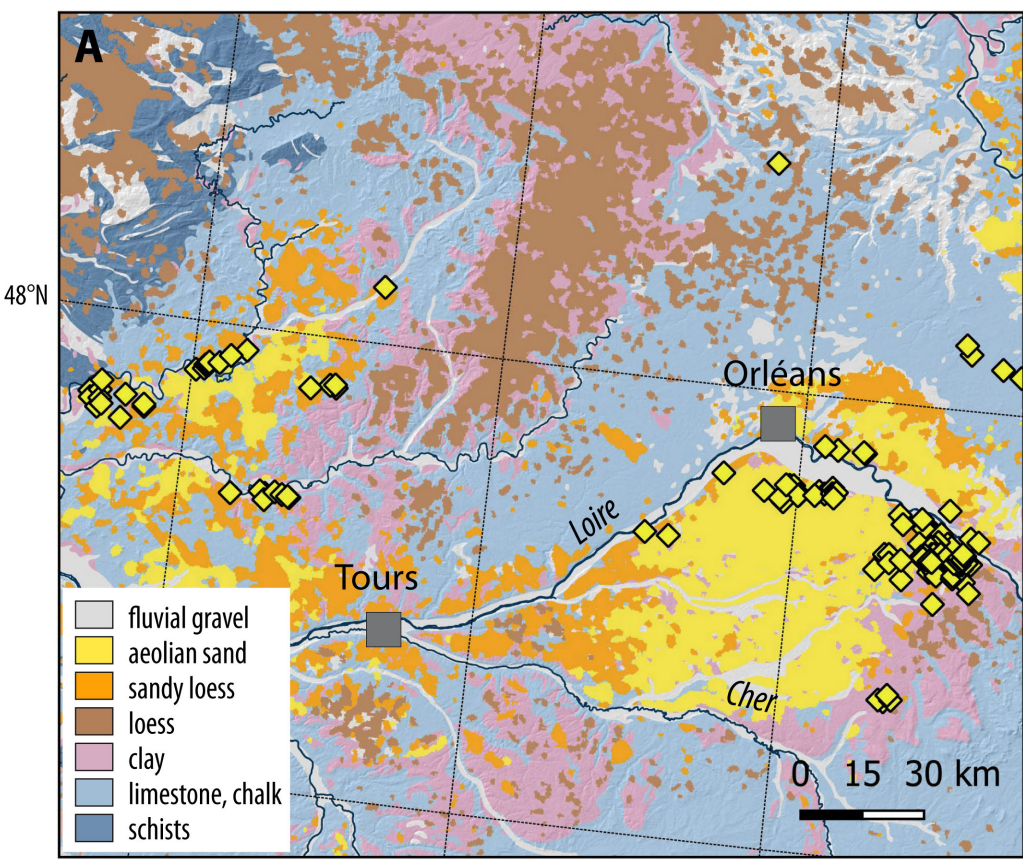 A
48°N
Orléans
Loire
Tours
Cher
fluvial gravel
aeolian sand
sandy loess
loess
clay
limestone, chalk
schists
0 15 30 km